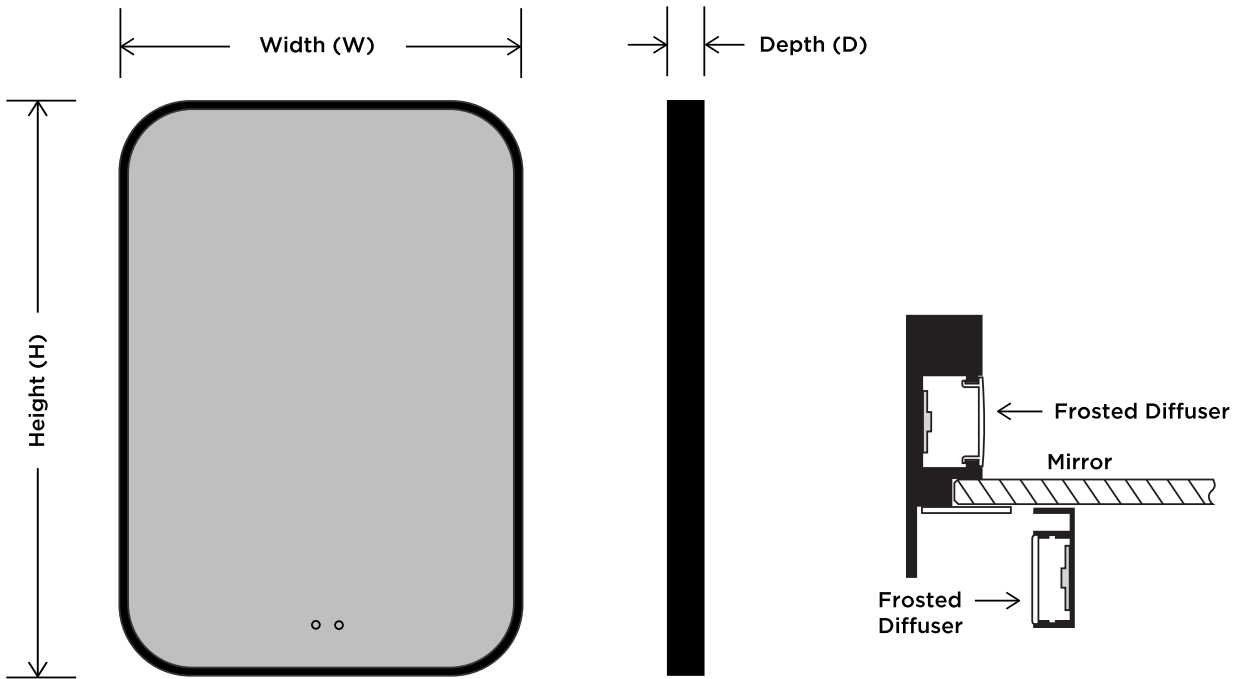 Width (W)
Depth (D)
Height (H)
Frosted Diffuser
Mirror
Frosted
Diffuser